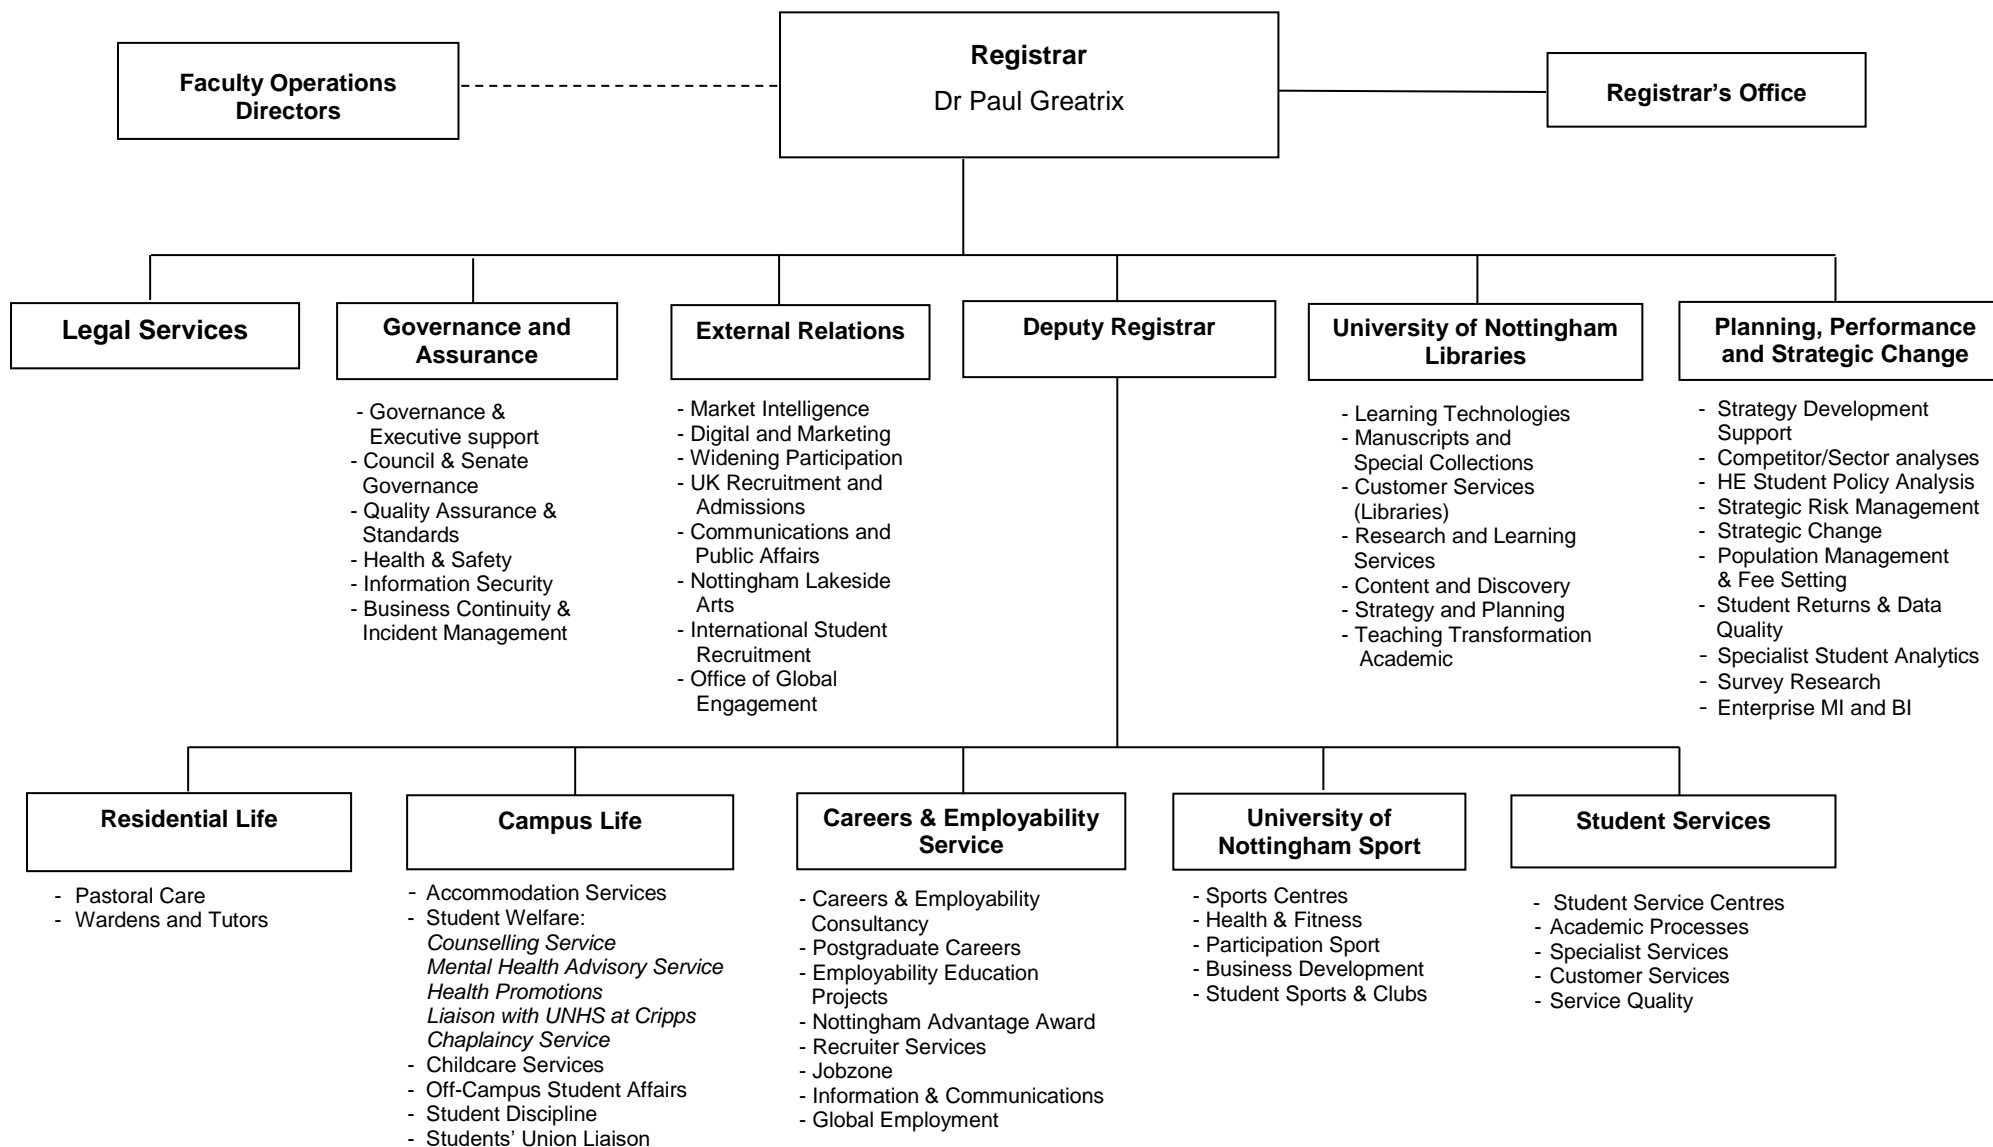 Registrar
Dr Paul Greatrix
Faculty Operations
Directors
Registrar's Office
Legal Services
Governance and
Assurance
- Governance &
Executive support
- Council & Senate
Governance
- Quality Assurance &
Standards
- Health & Safety
- Information Security
- Business Continuity &
Incident Management
External Relations
- Market Intelligence
- Digital and Marketing
- Widening Participation
- UK Recruitment and
Admissions
- Communications and
Public Affairs
- Nottingham Lakeside
Arts
- International Student
Recruitment
- Office of Global
Engagement
Deputy Registrar
University of Nottingham
Libraries
- Learning Technologies
- Manuscripts and
Special Collections
- Customer Services
(Libraries)
- Research and Learning
Services
- Content and Discovery
- Strategy and Planning
- Teaching Transformation
Academic
Planning, Performance
and Strategic Change
- Strategy Development
Support
- Competitor/Sector analyses
- HE Student Policy Analysis
- Strategic Risk Management
- Strategic Change
- Population Management
& Fee Setting
- Student Returns & Data
Quality
- Specialist Student Analytics
- Survey Research
- Enterprise MI and BI
Residential Life
- Pastoral Care
- Wardens and Tutors
Campus Life
- Accommodation Services
- Student Welfare:
Counselling Service
Mental Health Advisory Service
Health Promotions
Liaison with UNHS at Cripps
Chaplaincy Service
- Childcare Services
- Off-Campus Student Affairs
- Student Discipline
- Students' Union Liaison
Careers & Employability
Service
- Careers & Employability
Consultancy
- Postgraduate Careers
- Employability Education
Projects
- Nottingham Advantage Award
- Recruiter Services
- Jobzone
- Information & Communications
- Global Employment
University of
Nottingham Sport
- Sports Centres
- Health & Fitness
- Participation Sport
- Business Development
- Student Sports & Clubs
Student Services
- Student Service Centres
- Academic Processes
- Specialist Services
- Customer Services
- Service Quality